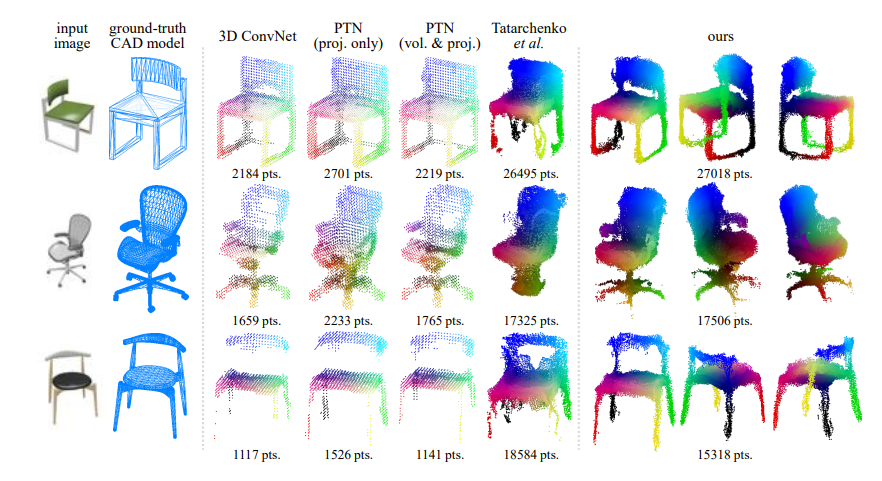 input
image
ground-truth
CAD model
3D ConvNet
PTN
(proj. only)
PTN
(vol. & proj.)
Tatarchenko
et al.
ours
2184 pts.
2701 pts.
2219 pts.
26495 pts.
27018 pts.
1659 pts.
2233 pts.
1765 pts.
17325 pts.
17506 pts.
1117 pts.
1526 pts.
1141 pts.
18584 pts.
15318 pts.